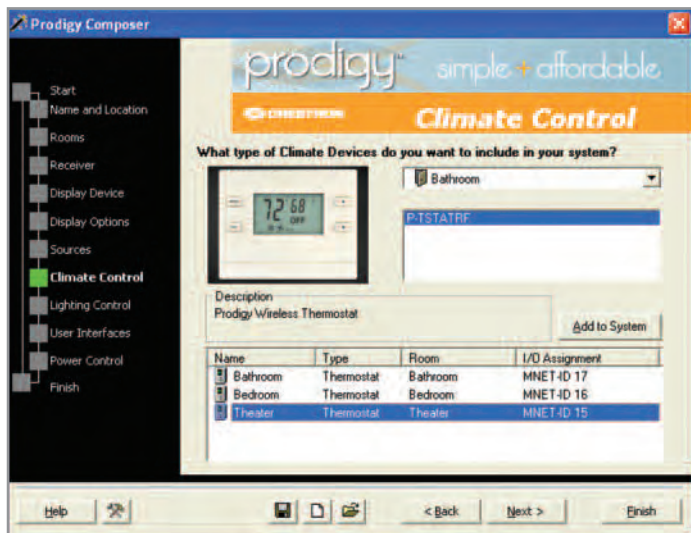 Prodigy Composer
prodigy™ simple + affordable
CRESTRON Climate Control
Start
Name and Location
Rooms
Receiver
Display Device
Display Options
Sources
Climate Control
Lighting Control
User Interfaces
Power Control
Finish
What type of Climate Devices do you want to include in your system?
72 68
OFF
Bathroom
P-TSTATRF
Description
Prodigy Wireless Thermostat
Add to System
Name Type Room I/O Assignment
Bathroom Thermostat Bathroom MNET-ID 17
Bedroom Thermostat Bedroom MNET-ID 16
Theater Thermostat Theater MNET-ID 15
Help < Back Next > Finish